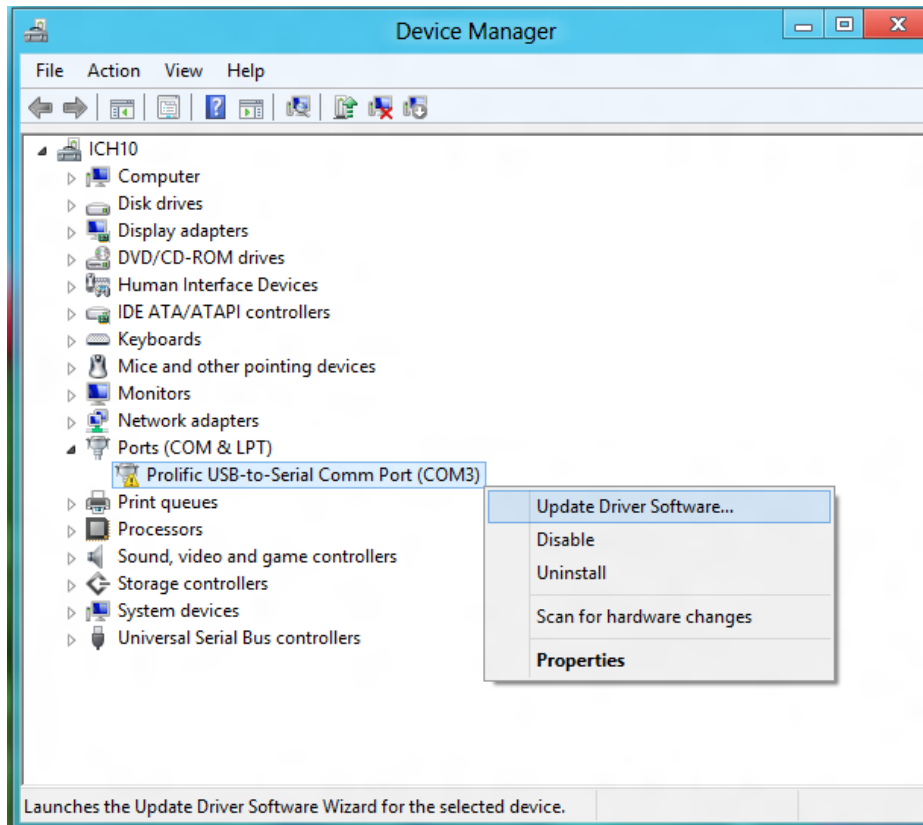 Device Manager
File Action View Help
ICH10
Computer
Disk drives
Display adapters
DVD/CD-ROM drives
Human Interface Devices
IDE ATA/ATAPI controllers
Keyboards
Mice and other pointing devices
Monitors
Network adapters
Ports (COM & LPT)
Prolific USB-to-Serial Comm Port (COM3)
Print queues
Processors
Sound, video and game controllers
Storage controllers
System devices
Universal Serial Bus controllers
Update Driver Software...
Disable
Uninstall
Scan for hardware changes
Properties
Launches the Update Driver Software Wizard for the selected device.